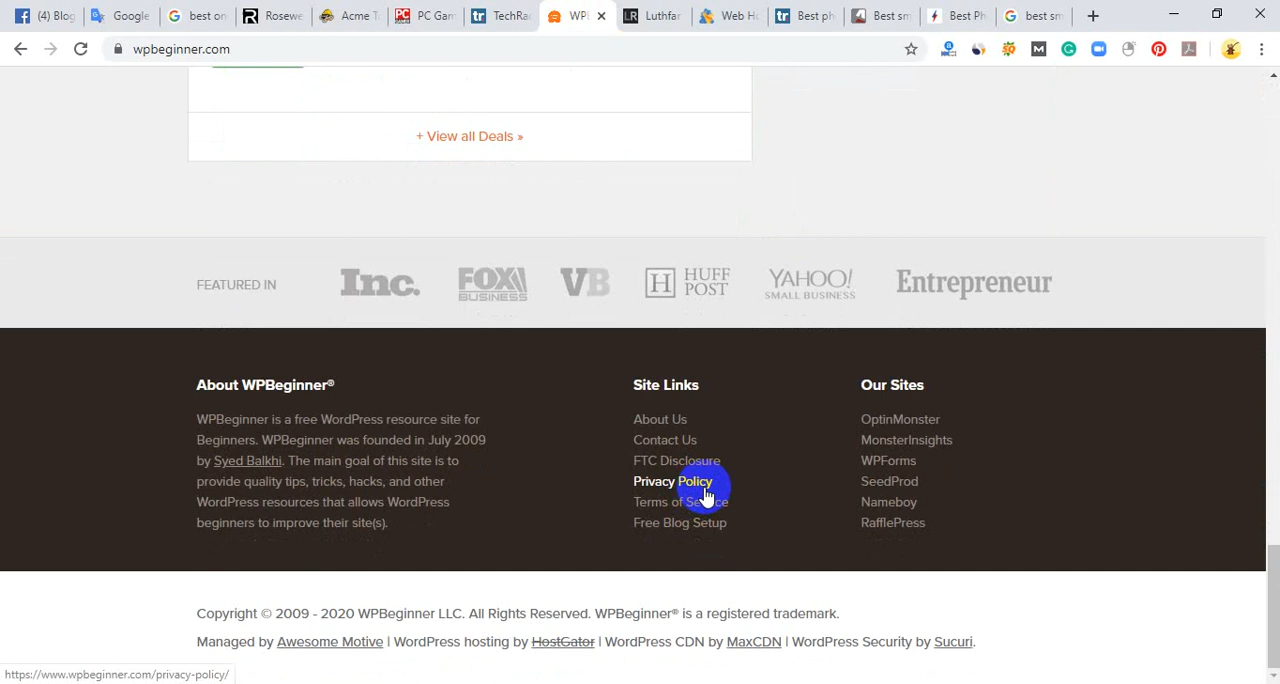 (4) Blog
Google
best on
Rosewe
Acme T
PC Gam
TechRa
WPB
Luthfar
Web Ho
Best ph
Best sm
Best Ph
best sm
wpbeginner.com
+ View all Deals »
FEATURED IN
Inc.
FOX BUSINESS
VB
H HUFF POST
YAHOO! SMALL BUSINESS
Entrepreneur
About WPBeginner®
WPBeginner is a free WordPress resource site for
Beginners. WPBeginner was founded in July 2009
by Syed Balkhi. The main goal of this site is to
provide quality tips, tricks, hacks, and other
WordPress resources that allows WordPress
beginners to improve their site(s).
Site Links
About Us
Contact Us
FTC Disclosure
Privacy Policy
Terms of Service
Free Blog Setup
Our Sites
OptinMonster
MonsterInsights
WPForms
SeedProd
Nameboy
RafflePress
Copyright © 2009 - 2020 WPBeginner LLC. All Rights Reserved. WPBeginner® is a registered trademark.
Managed by Awesome Motive | WordPress hosting by HostGator | WordPress CDN by MaxCDN | WordPress Security by Sucuri.
https://www.wpbeginner.com/privacy-policy/